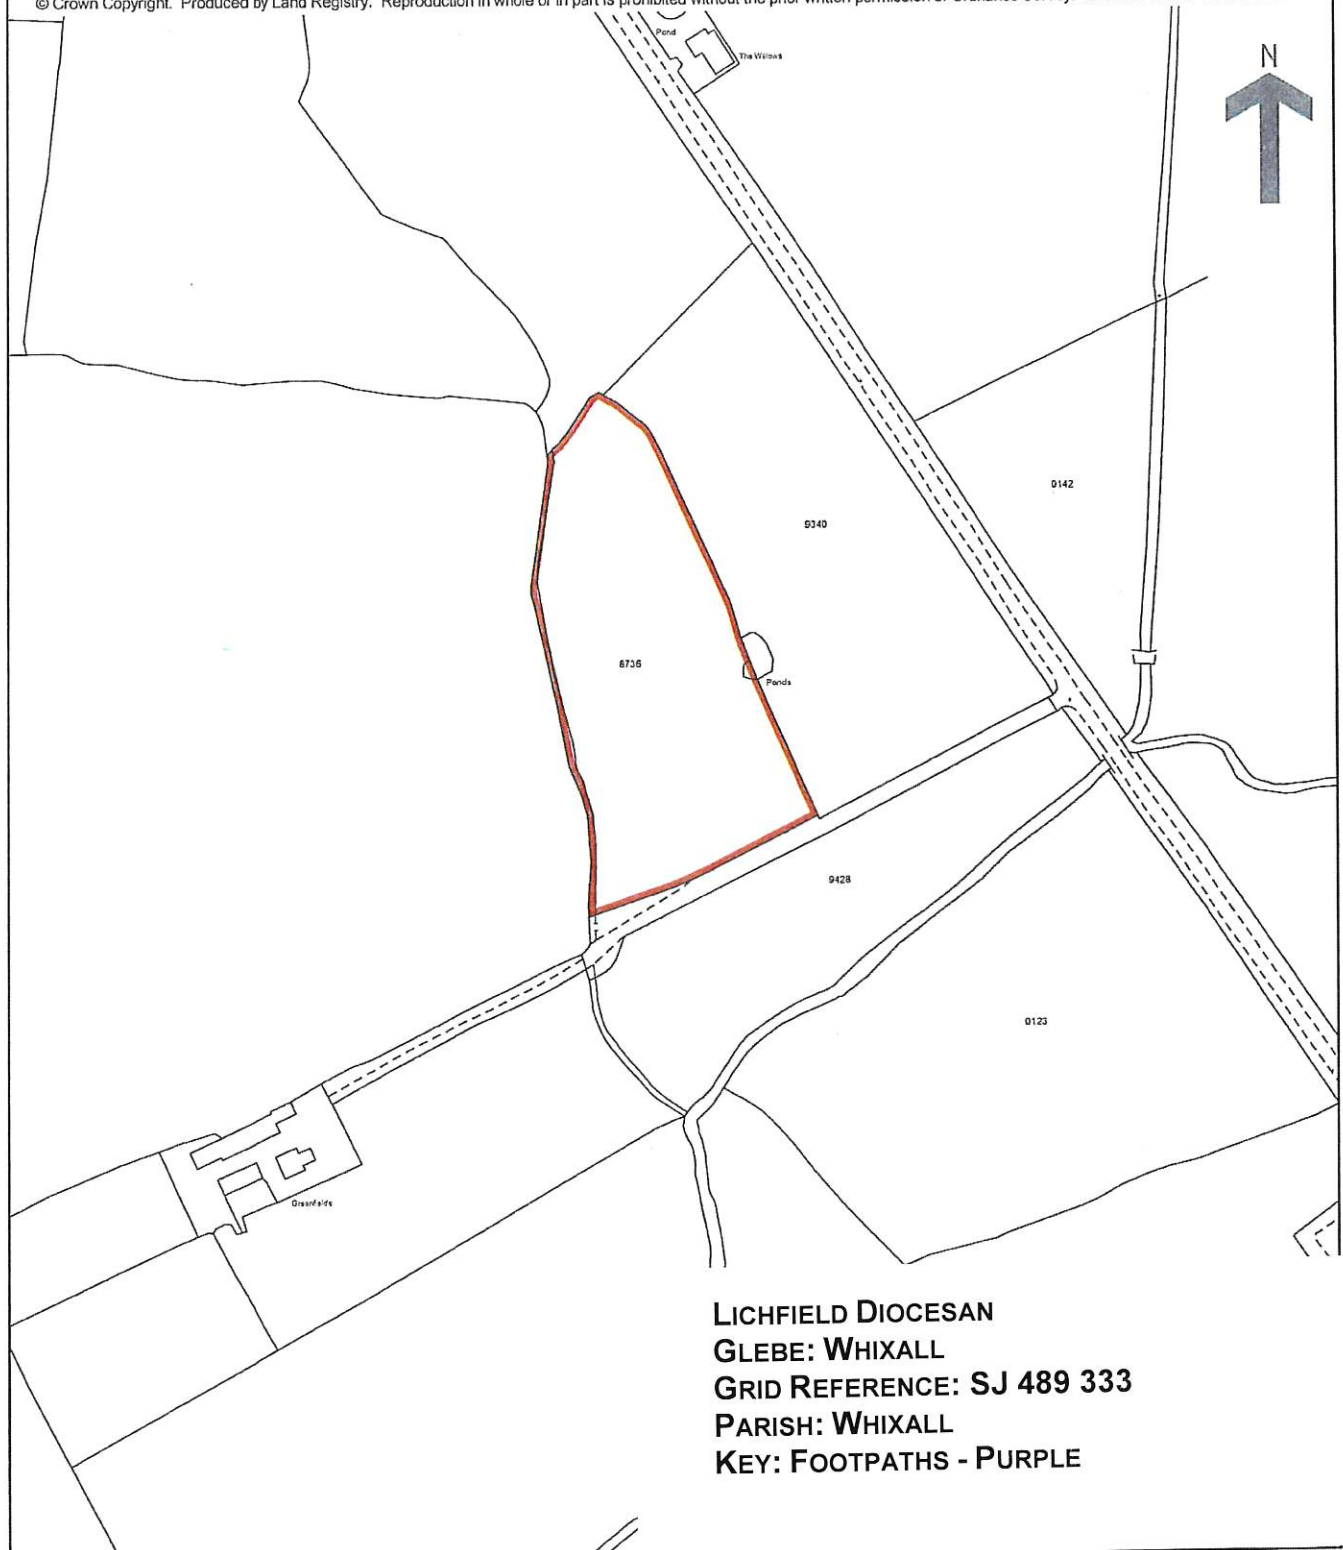 © Crown Copyright. Produced by Land Registry. Reproduction in whole or in part is prohibited without the prior written permission of Ordnance Survey.
Pond
The Willows
N
0142
9340
8736
Ponds
9428
0123
Greenfields
LICHFIELD DIOCESAN
GLEBE: WHIXALL
GRID REFERENCE: SJ 489 333
PARISH: WHIXALL
KEY: FOOTPATHS - PURPLE